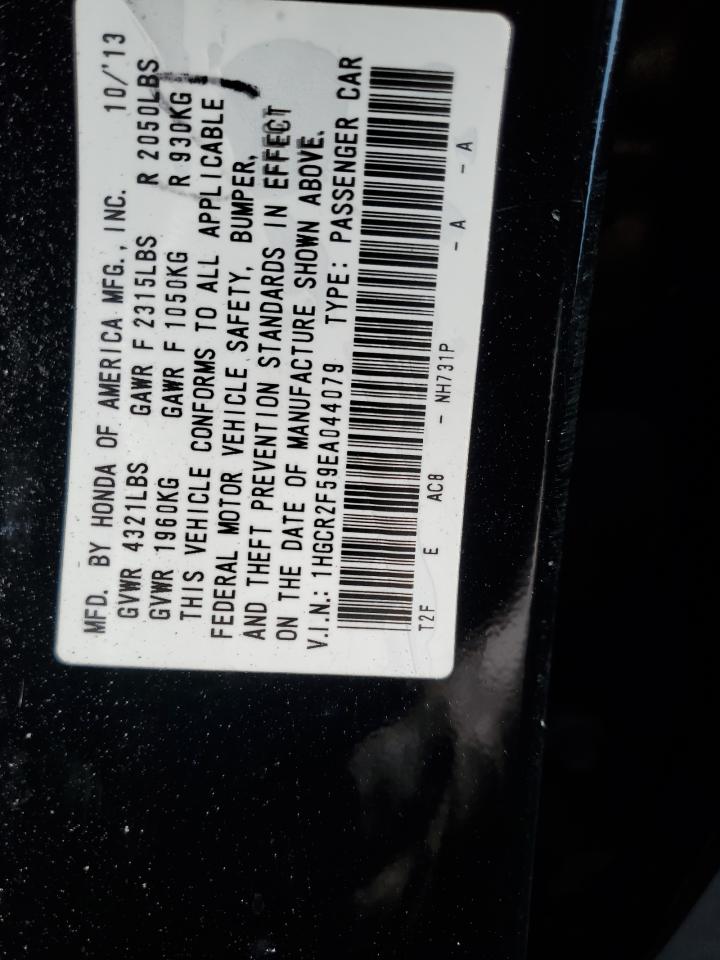 MFD. BY HONDA OF AMERICA MFG., INC. 10/'13
GVWR 4321LBS GAWR F 2315LBS R 2050LBS
GVWR 1960KG GAWR F 1050KG R 930KG
THIS VEHICLE CONFORMS TO ALL APPLICABLE
FEDERAL MOTOR VEHICLE SAFETY, BUMPER,
AND THEFT PREVENTION STANDARDS IN EFFECT
ON THE DATE OF MANUFACTURE SHOWN ABOVE.
V.I.N.: 1HGCR2F59EA044079 TYPE: PASSENGER CAR
T2F E AC8 - NH731P - A - A